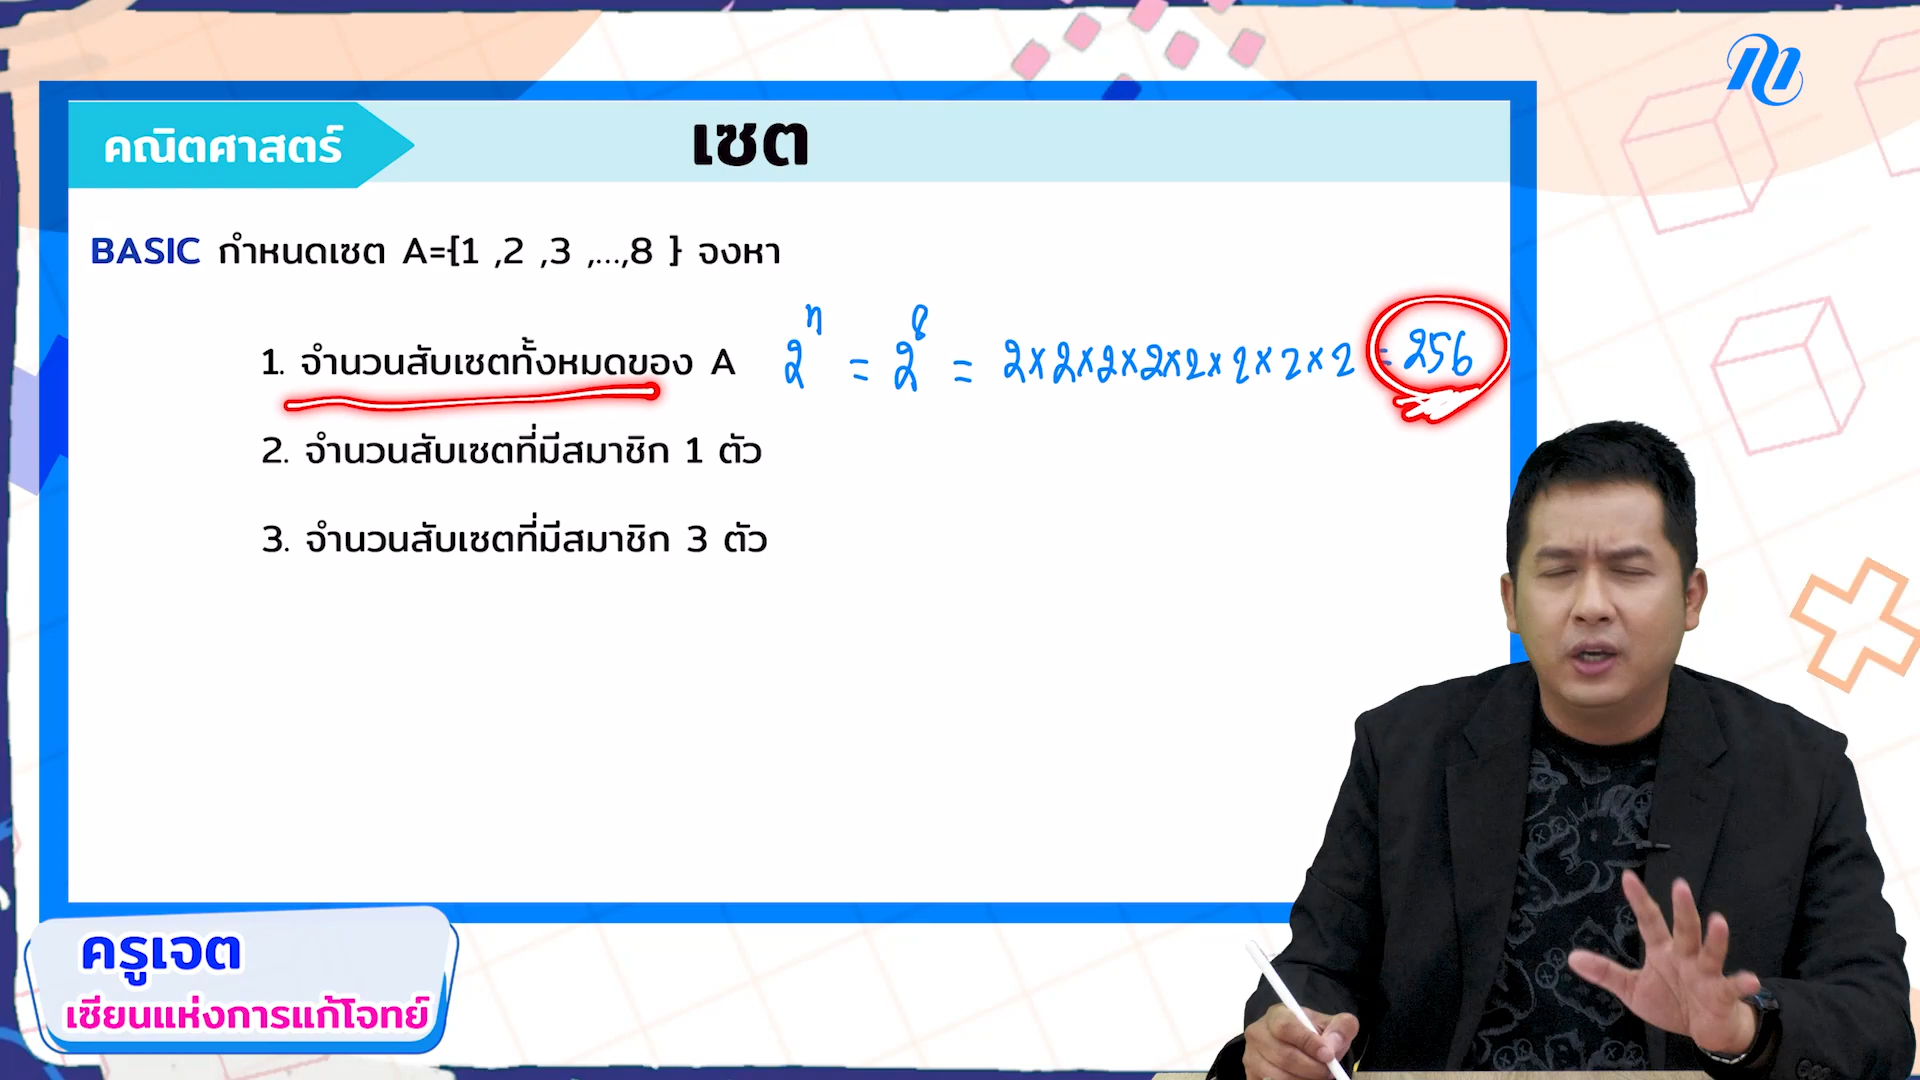 คณิตศาสตร์
เซต
BASIC กำหนดเซต A={1 ,2 ,3 ,...,8 } จงหา
1. จำนวนสับเซตทั้งหมดของ A 2ⁿ = 2⁸ = 2×2×2×2×2×2×2×2 = 256
2. จำนวนสับเซตที่มีสมาชิก 1 ตัว
3. จำนวนสับเซตที่มีสมาชิก 3 ตัว
ครูเจต
เซียนแห่งการแก้โจทย์